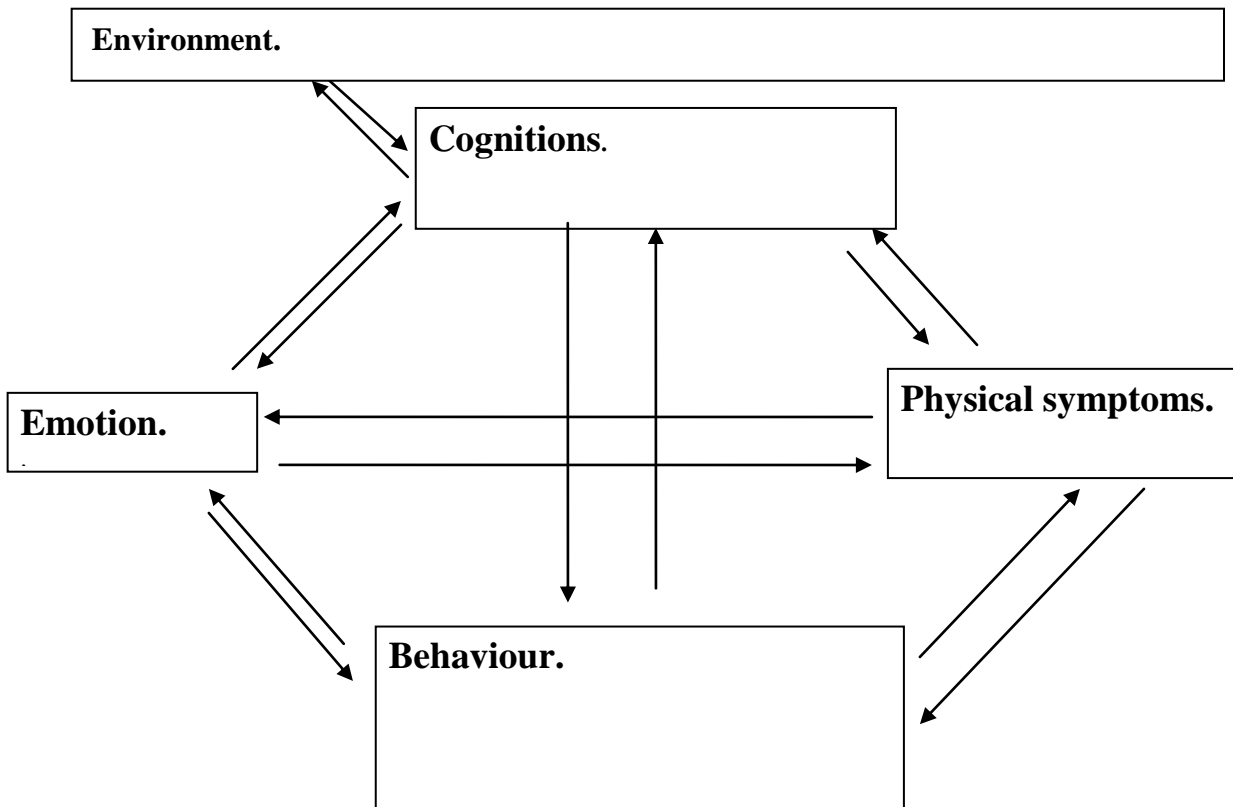 Environment.
Cognitions.
Physical symptoms.
Emotion.
.
Behaviour.